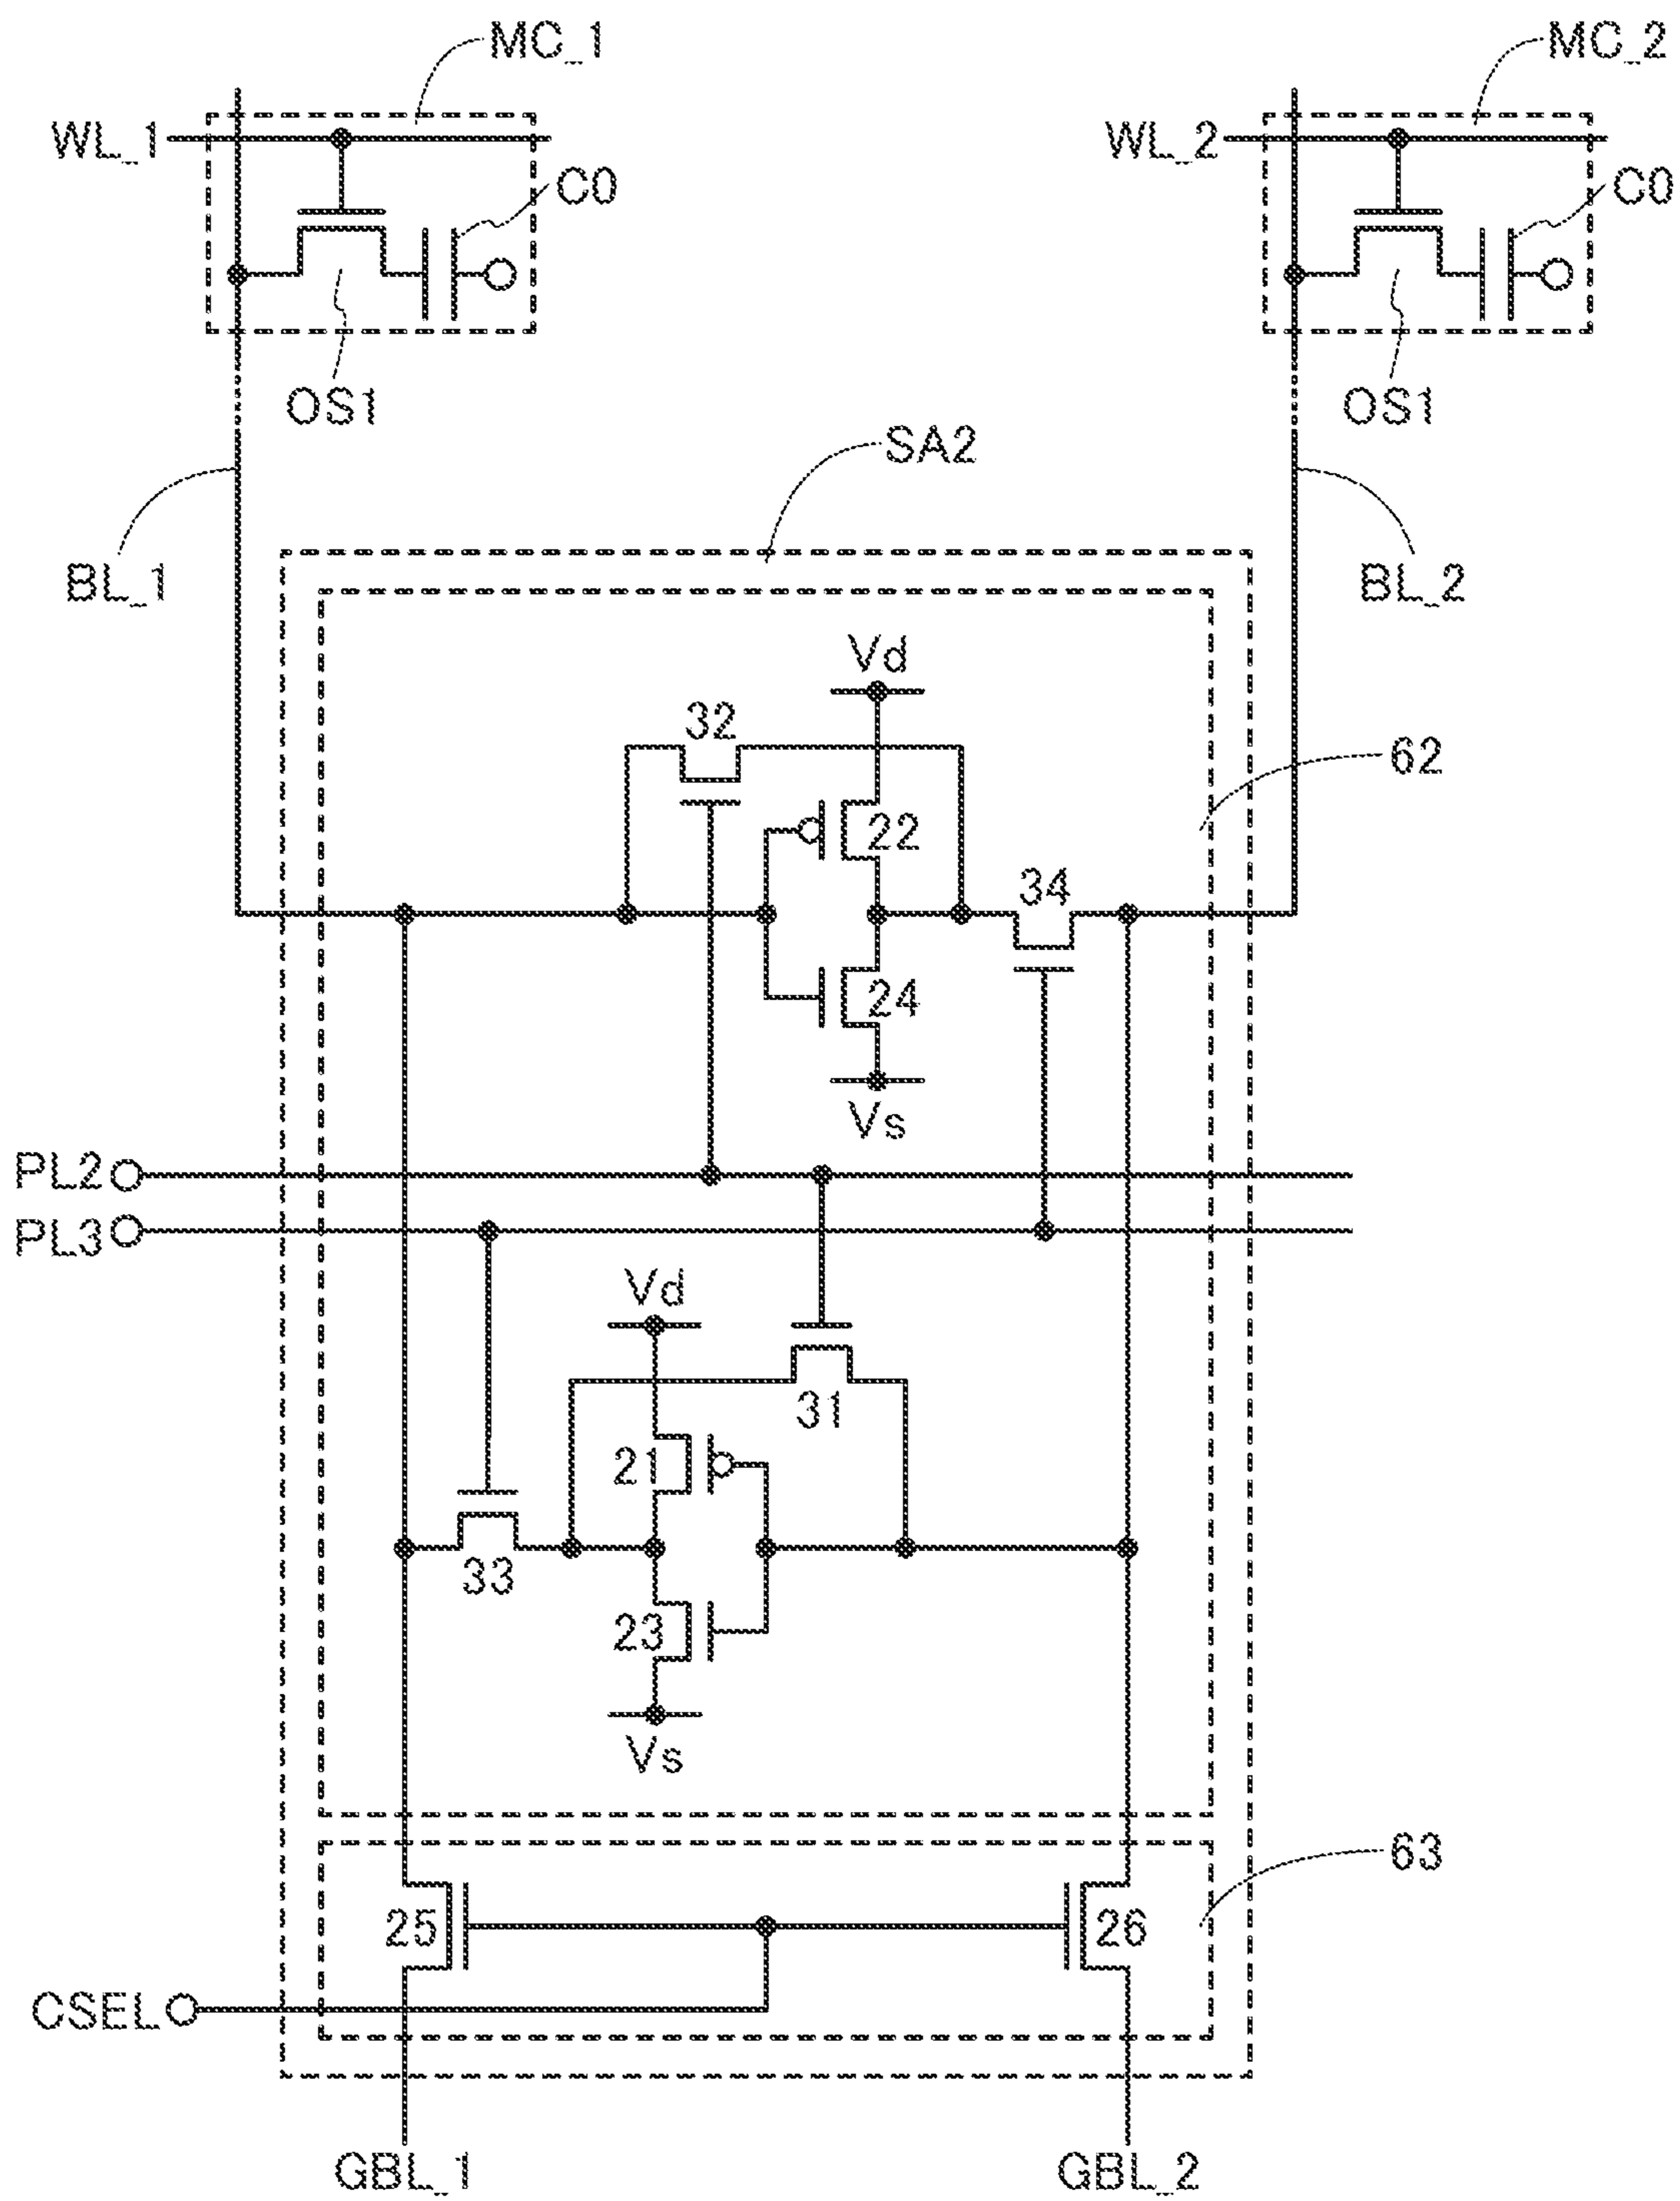 MC_1
MC_2
WL_1
WL_2
C0
C0
OS1
OS1
SA2
BL_1
BL_2
Vd
32
62
22
34
24
Vs
PL2
PL3
Vd
31
21
33
23
Vs
63
25
26
CSEL
GBL_1
GBL_2